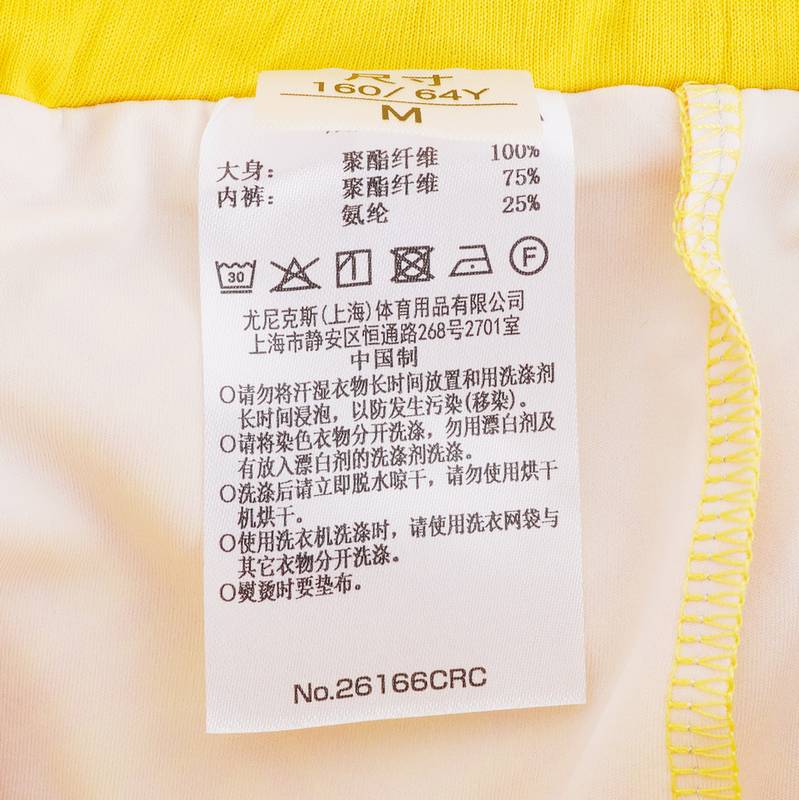 尺寸
160/64Y
M
大身： 聚酯纤维 100%
内裤： 聚酯纤维 75%
氨纶 25%
30
F
尤尼克斯(上海)体育用品有限公司
上海市静安区恒通路268号2701室
中国制
○请勿将汗湿衣物长时间放置和用洗涤剂
长时间浸泡，以防发生污染(移染)。
○请将染色衣物分开洗涤，勿用漂白剂及
有放入漂白剂的洗涤剂洗涤。
○洗涤后请立即脱水晾干，请勿使用烘干
机烘干。
○使用洗衣机洗涤时，请使用洗衣网袋与
其它衣物分开洗涤。
○熨烫时要垫布。
No.26166CRC